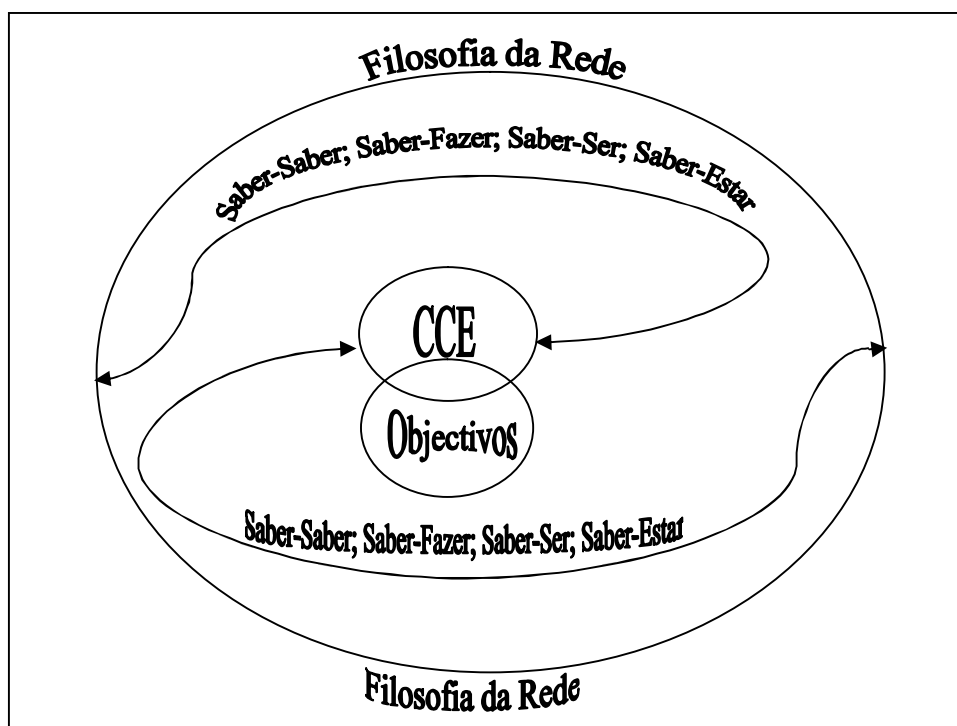 Filosofia da Rede
Saber-Saber; Saber-Fazer; Saber-Ser; Saber-Estar
CCE
Objectivos
Saber-Saber; Saber-Fazer; Saber-Ser; Saber-Estar
Filosofia da Rede